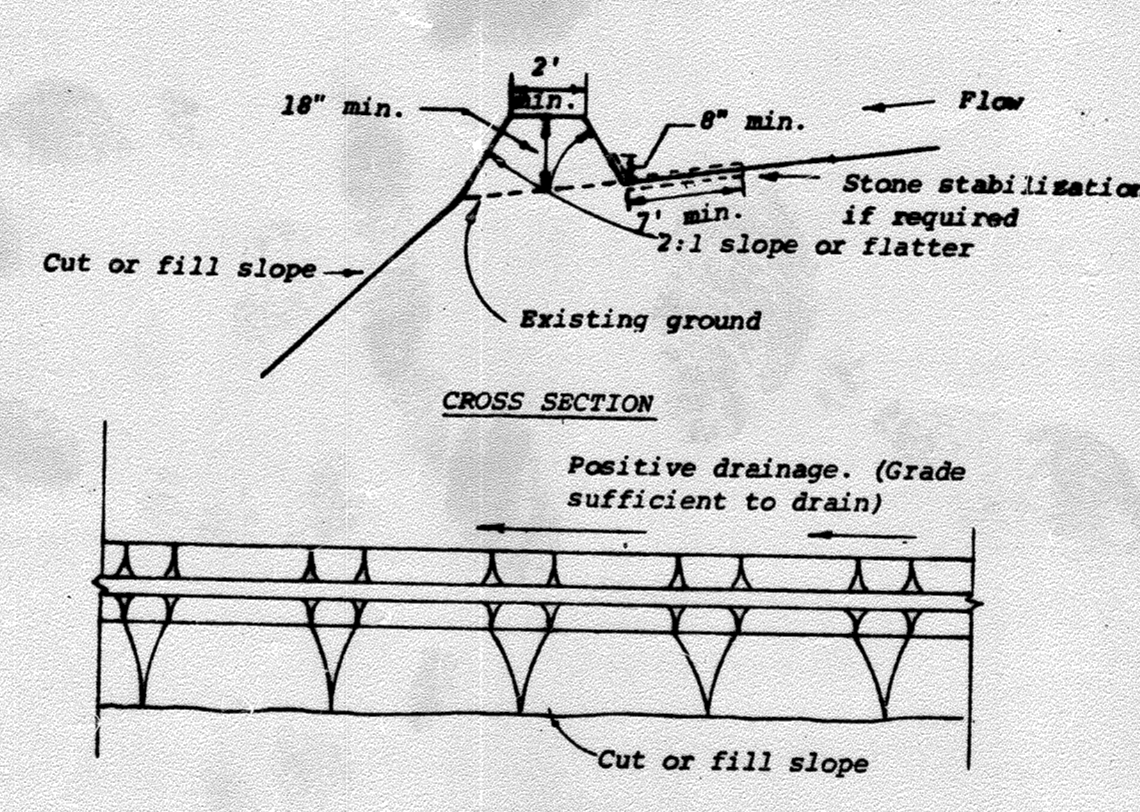 2'
min.
18" min.
8" min.
Flow
Stone stabilization
if required
7' min.
2:1 slope or flatter
Cut or fill slope
Existing ground
CROSS SECTION
Positive drainage. (Grade
sufficient to drain)
Cut or fill slope